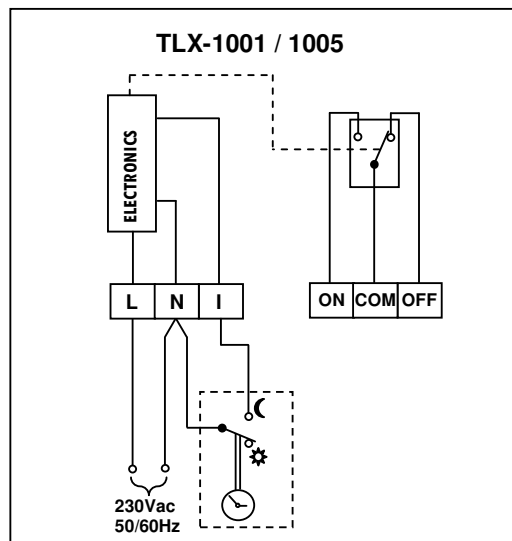 TLX-1001 / 1005
ELECTRONICS
L N I
ON COM OFF
230Vac
50/60Hz